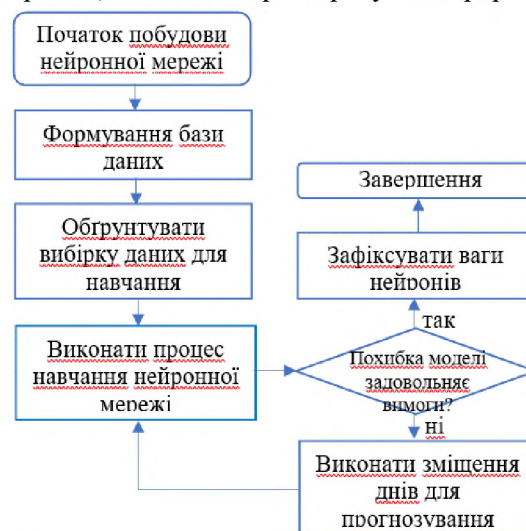 Початок побудови
нейронної мережі
Формування бази
даних
Обґрунтувати
вибірку даних для
навчання
Виконати процес
навчання нейронної
мережі
Завершення
Зафіксувати ваги
нейронів
так
Похибка моделі
задовольняє
вимоги?
ні
Виконати зміщення
днів для
прогнозування